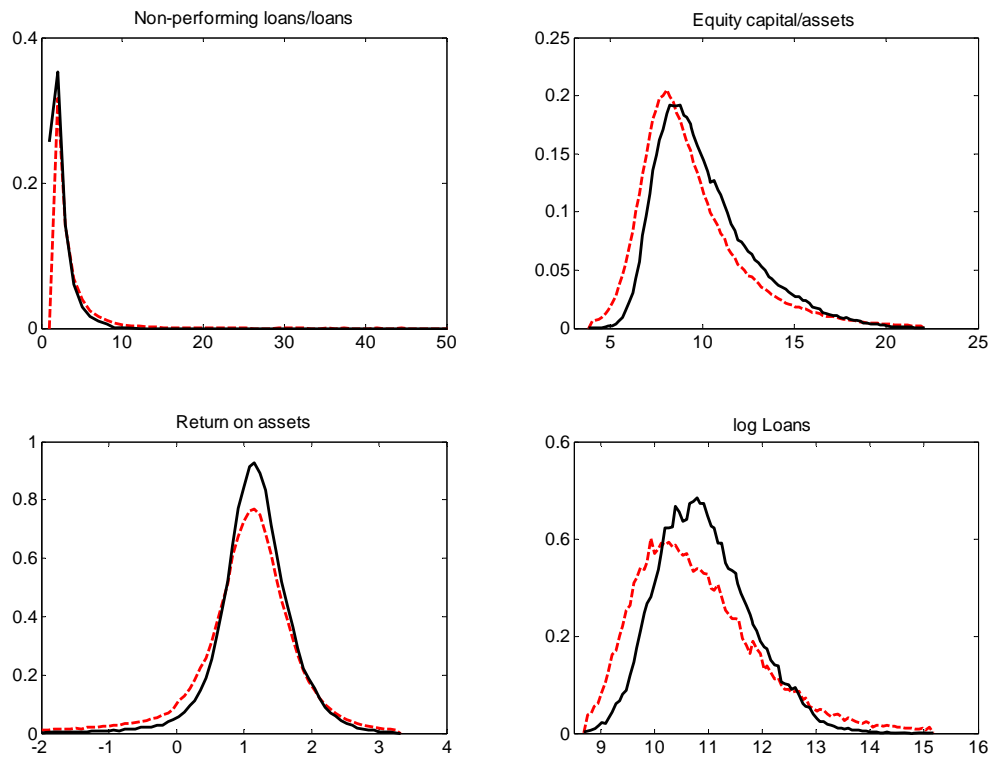 Non-performing loans/loans
0.4
0.2
0
0 10 20 30 40 50
Equity capital/assets
0.25
0.2
0.15
0.1
0.05
0
5 10 15 20 25
Return on assets
1
0.8
0.6
0.4
0.2
0
-2 -1 0 1 2 3 4
log Loans
0.6
0.6
0.2
0
9 10 11 12 13 14 15 16